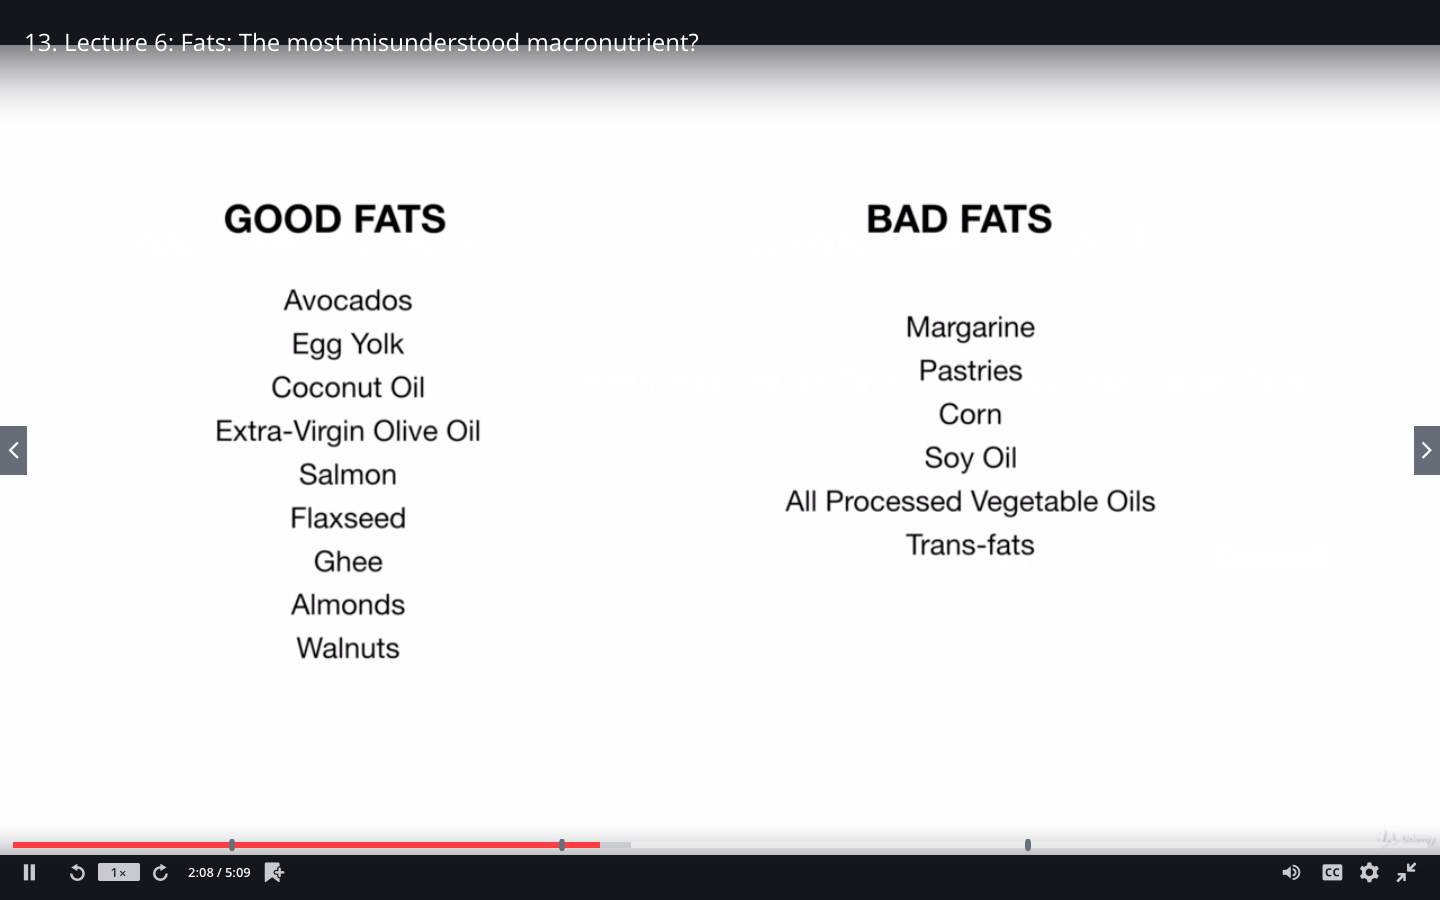 13. Lecture 6: Fats: The most misunderstood macronutrient?
GOOD FATS
Avocados
Egg Yolk
Coconut Oil
Extra-Virgin Olive Oil
Salmon
Flaxseed
Ghee
Almonds
Walnuts
BAD FATS
Margarine
Pastries
Corn
Soy Oil
All Processed Vegetable Oils
Trans-fats
1×
2:08 / 5:09
CC